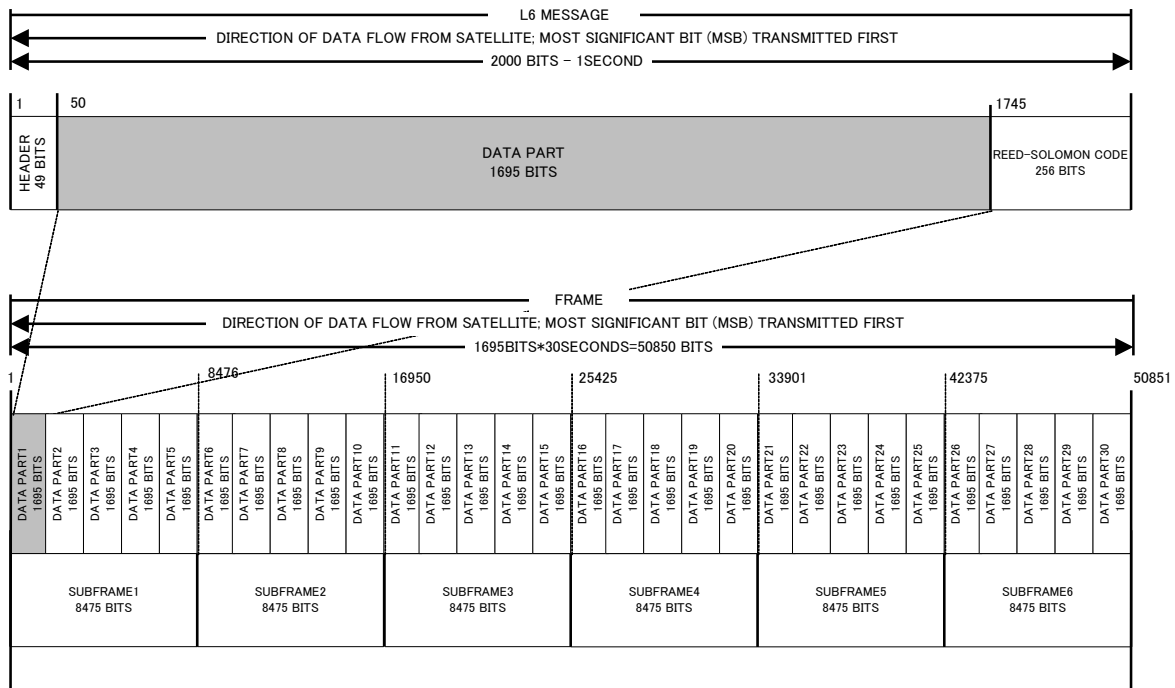 L6 MESSAGE
DIRECTION OF DATA FLOW FROM SATELLITE; MOST SIGNIFICANT BIT (MSB) TRANSMITTED FIRST
2000 BITS - 1SECOND
1
50
1745
HEADER
49 BITS
DATA PART
1695 BITS
REED-SOLOMON CODE
256 BITS
FRAME
DIRECTION OF DATA FLOW FROM SATELLITE; MOST SIGNIFICANT BIT (MSB) TRANSMITTED FIRST
1695BITS*30SECONDS=50850 BITS
1
8476
16950
25425
33901
42375
50851
DATA PART1
1695 BITS
DATA PART2
1695 BITS
DATA PART3
1695 BITS
DATA PART4
1695 BITS
DATA PART5
1695 BITS
DATA PART6
1695 BITS
DATA PART7
1695 BITS
DATA PART8
1695 BITS
DATA PART9
1695 BITS
DATA PART10
1695 BITS
DATA PART11
1695 BITS
DATA PART12
1695 BITS
DATA PART13
1695 BITS
DATA PART14
1695 BITS
DATA PART15
1695 BITS
DATA PART16
1695 BITS
DATA PART17
1695 BITS
DATA PART18
1695 BITS
DATA PART19
1695 BITS
DATA PART20
1695 BITS
DATA PART21
1695 BITS
DATA PART22
1695 BITS
DATA PART23
1695 BITS
DATA PART24
1695 BITS
DATA PART25
1695 BITS
DATA PART26
1695 BITS
DATA PART27
1695 BITS
DATA PART28
1695 BITS
DATA PART29
1695 BITS
DATA PART30
1695 BITS
SUBFRAME1
8475 BITS
SUBFRAME2
8475 BITS
SUBFRAME3
8475 BITS
SUBFRAME4
8475 BITS
SUBFRAME5
8475 BITS
SUBFRAME6
8475 BITS